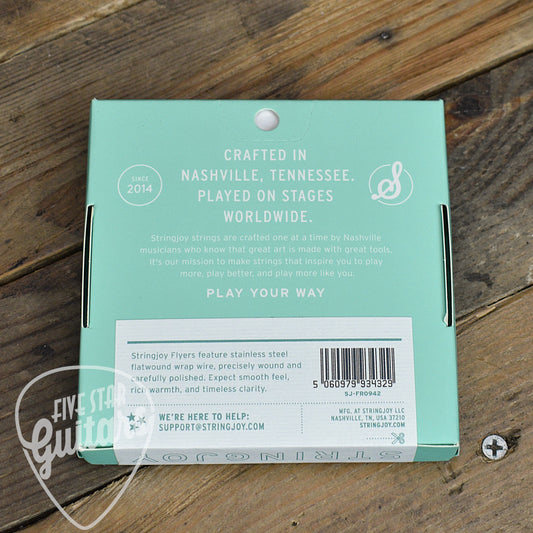 CRAFTED IN
NASHVILLE, TENNESSEE.
PLAYED ON STAGES
WORLDWIDE.
SINCE
2014
S
Stringjoy strings are crafted one at a time by Nashville
musicians who know that great art is made with great tools.
It's our mission to make strings that inspire you to play
more, play better, and play more like you.
PLAY YOUR WAY
Stringjoy Flyers feature stainless steel
flatwound wrap wire, precisely wound and
carefully polished. Expect smooth feel,
rich warmth, and timeless clarity.
5 060979 934329
SJ-FR0942
WE'RE HERE TO HELP:
SUPPORT@STRINGJOY.COM
MFG. AT STRINGJOY LLC
NASHVILLE, TN, USA 37210
STRINGJOY.COM
STRINGJOY
FIVE STAR
Guitars